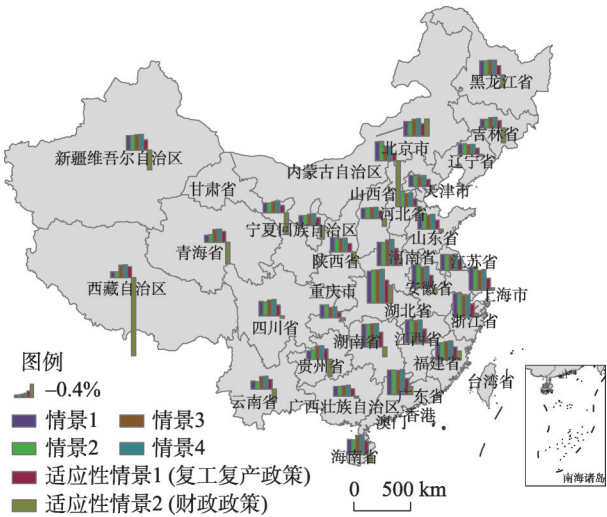 黑龙江省
吉林省
辽宁省
北京市
新疆维吾尔自治区
内蒙古自治区
甘肃省
山西省
天津市
河北省
宁夏回族自治区
山东省
青海省
陕西省
河南省
江苏省
西藏自治区
重庆市
安徽省
上海市
湖北省
浙江省
四川省
湖南省
江西省
福建省
贵州省
台湾省
云南省
广西壮族自治区
广东省
澳门
香港
海南省
图例
–0.4%
情景1
情景3
情景2
情景4
适应性情景1 (复工复产政策)
适应性情景2 (财政政策)
0 500 km
南海诸岛